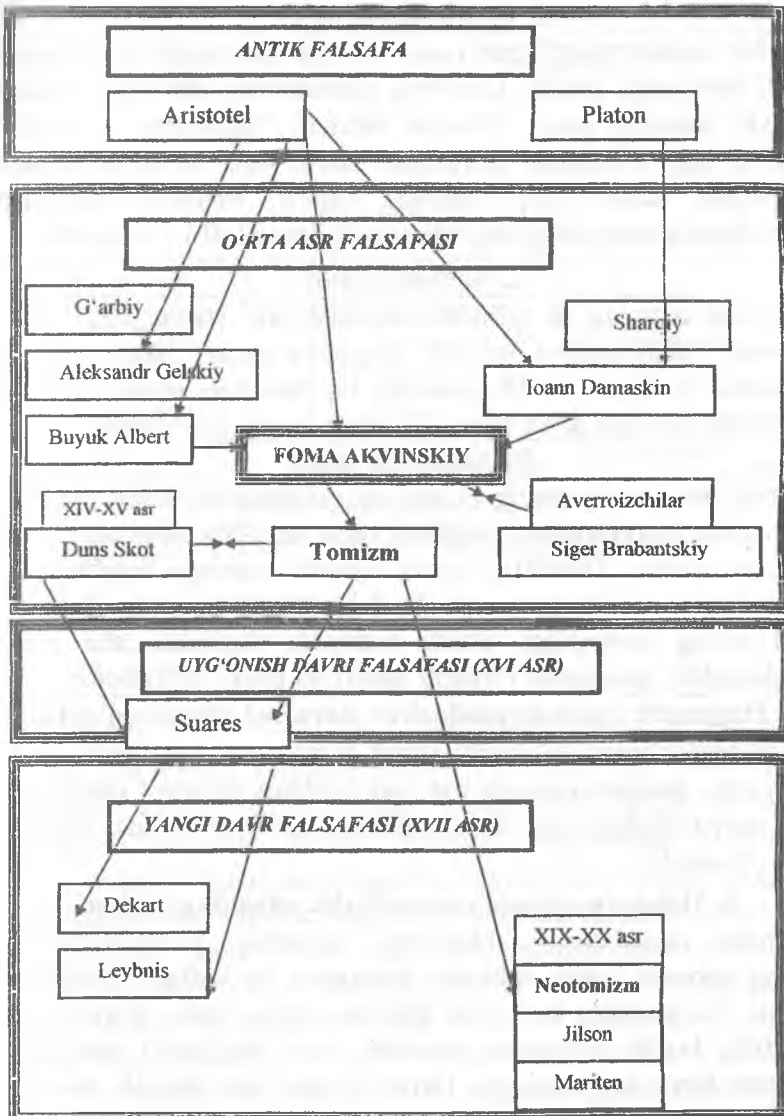 ANTIK FALSAFA
Aristotel
Platon
O‘RTA ASR FALSAFASI
G‘arbiy
Sharciy
Aleksandr Gelskiy
Ioann Damaskin
Buyuk Albert
FOMA AKVINSKIY
XIV-XV asr
Averroizchilar
Duns Skot
Tomizm
Siger Brabantskiy
UYG‘ONISH DAVRI FALSAFASI (XVI ASR)
Suares
YANGI DAVR FALSAFASI (XVII ASR)
Dekart
Leybnis
XIX-XX asr
Neotomizm
Jilson
Mariten